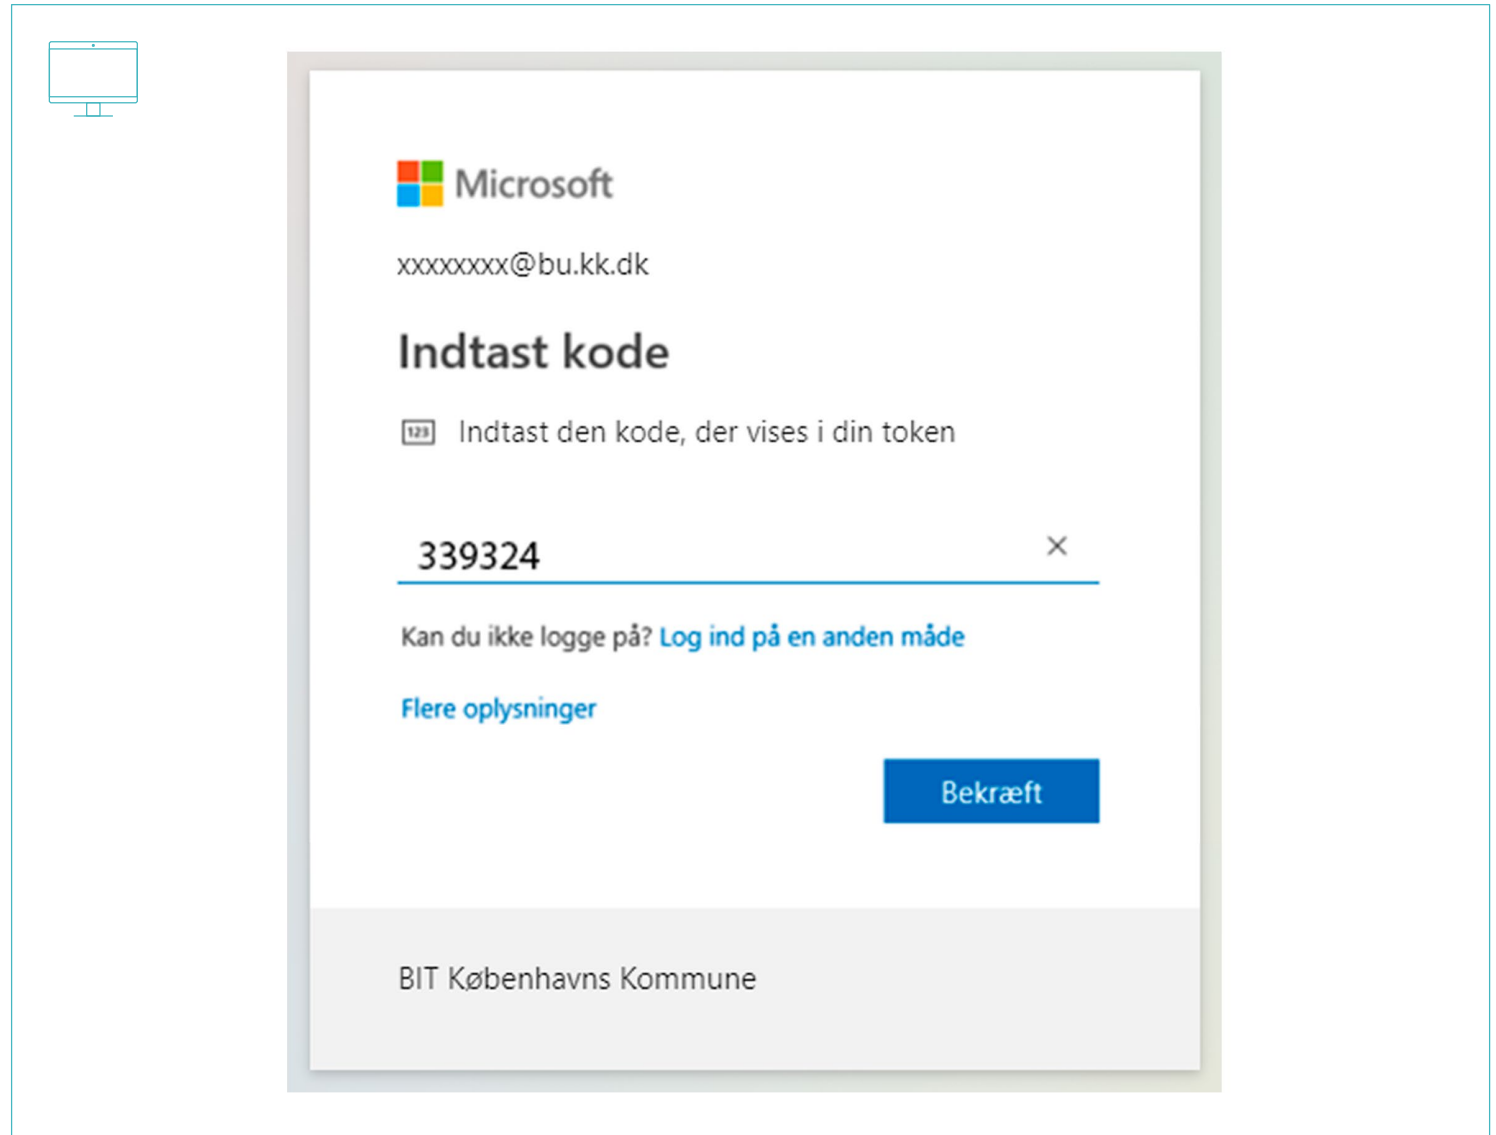 Microsoft
xxxxxxxx@bu.kk.dk
Indtast kode
123 Indtast den kode, der vises i din token
339324
Kan du ikke logge på? Log ind på en anden måde
Flere oplysninger
Bekræft
BIT Københavns Kommune